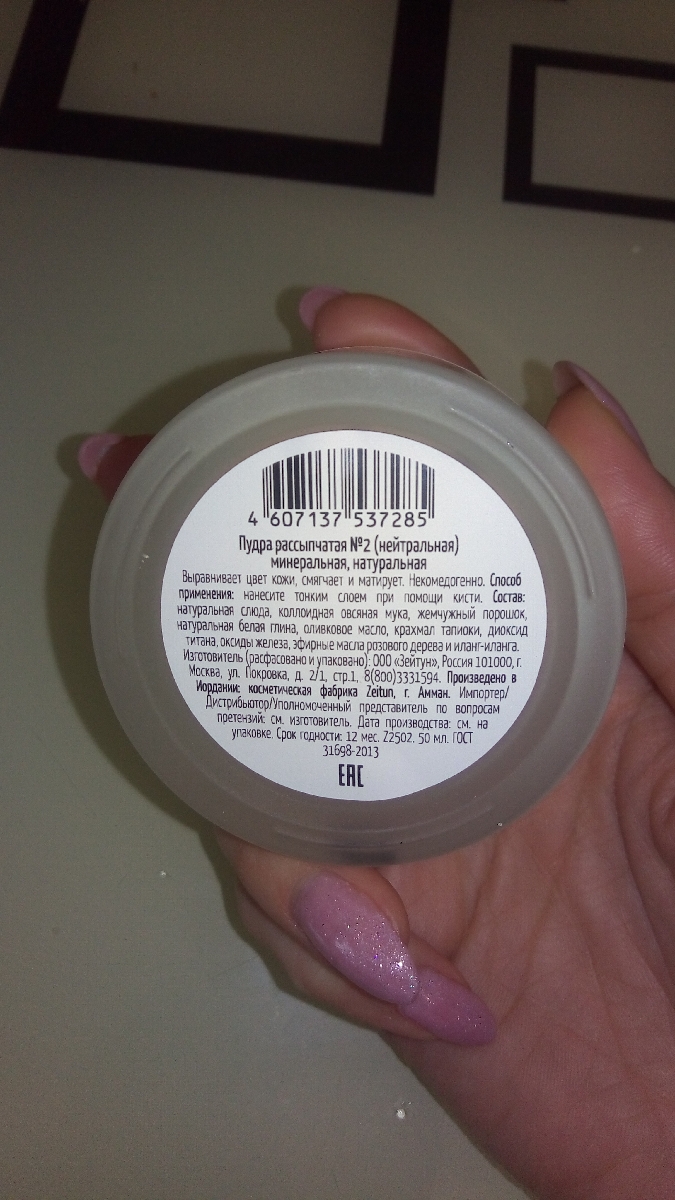 4 607137 537285
Пудра рассыпчатая №2 (нейтральная)
минеральная, натуральная
Выравнивает цвет кожи, смягчает и матирует. Некомедогенно. Способ
применения: нанесите тонким слоем при помощи кисти. Состав:
натуральная слюда, коллоидная овсяная мука, жемчужный порошок,
натуральная белая глина, оливковое масло, крахмал тапиоки, диоксид
титана, оксиды железа, эфирные масла розового дерева и иланг-иланга.
Изготовитель (расфасовано и упаковано): ООО «Зейтун», Россия 101000, г.
Москва, ул. Покровка, д. 2/1, стр.1, 8(800)3331594. Произведено в
Иордании: косметическая фабрика Zeitun, г. Амман. Импортер/
Дистрибьютор/Уполномоченный представитель по вопросам
претензий: см. изготовитель. Дата производства: см. на
упаковке. Срок годности: 12 мес. Z2502. 50 мл. ГОСТ
31698-2013
EAC